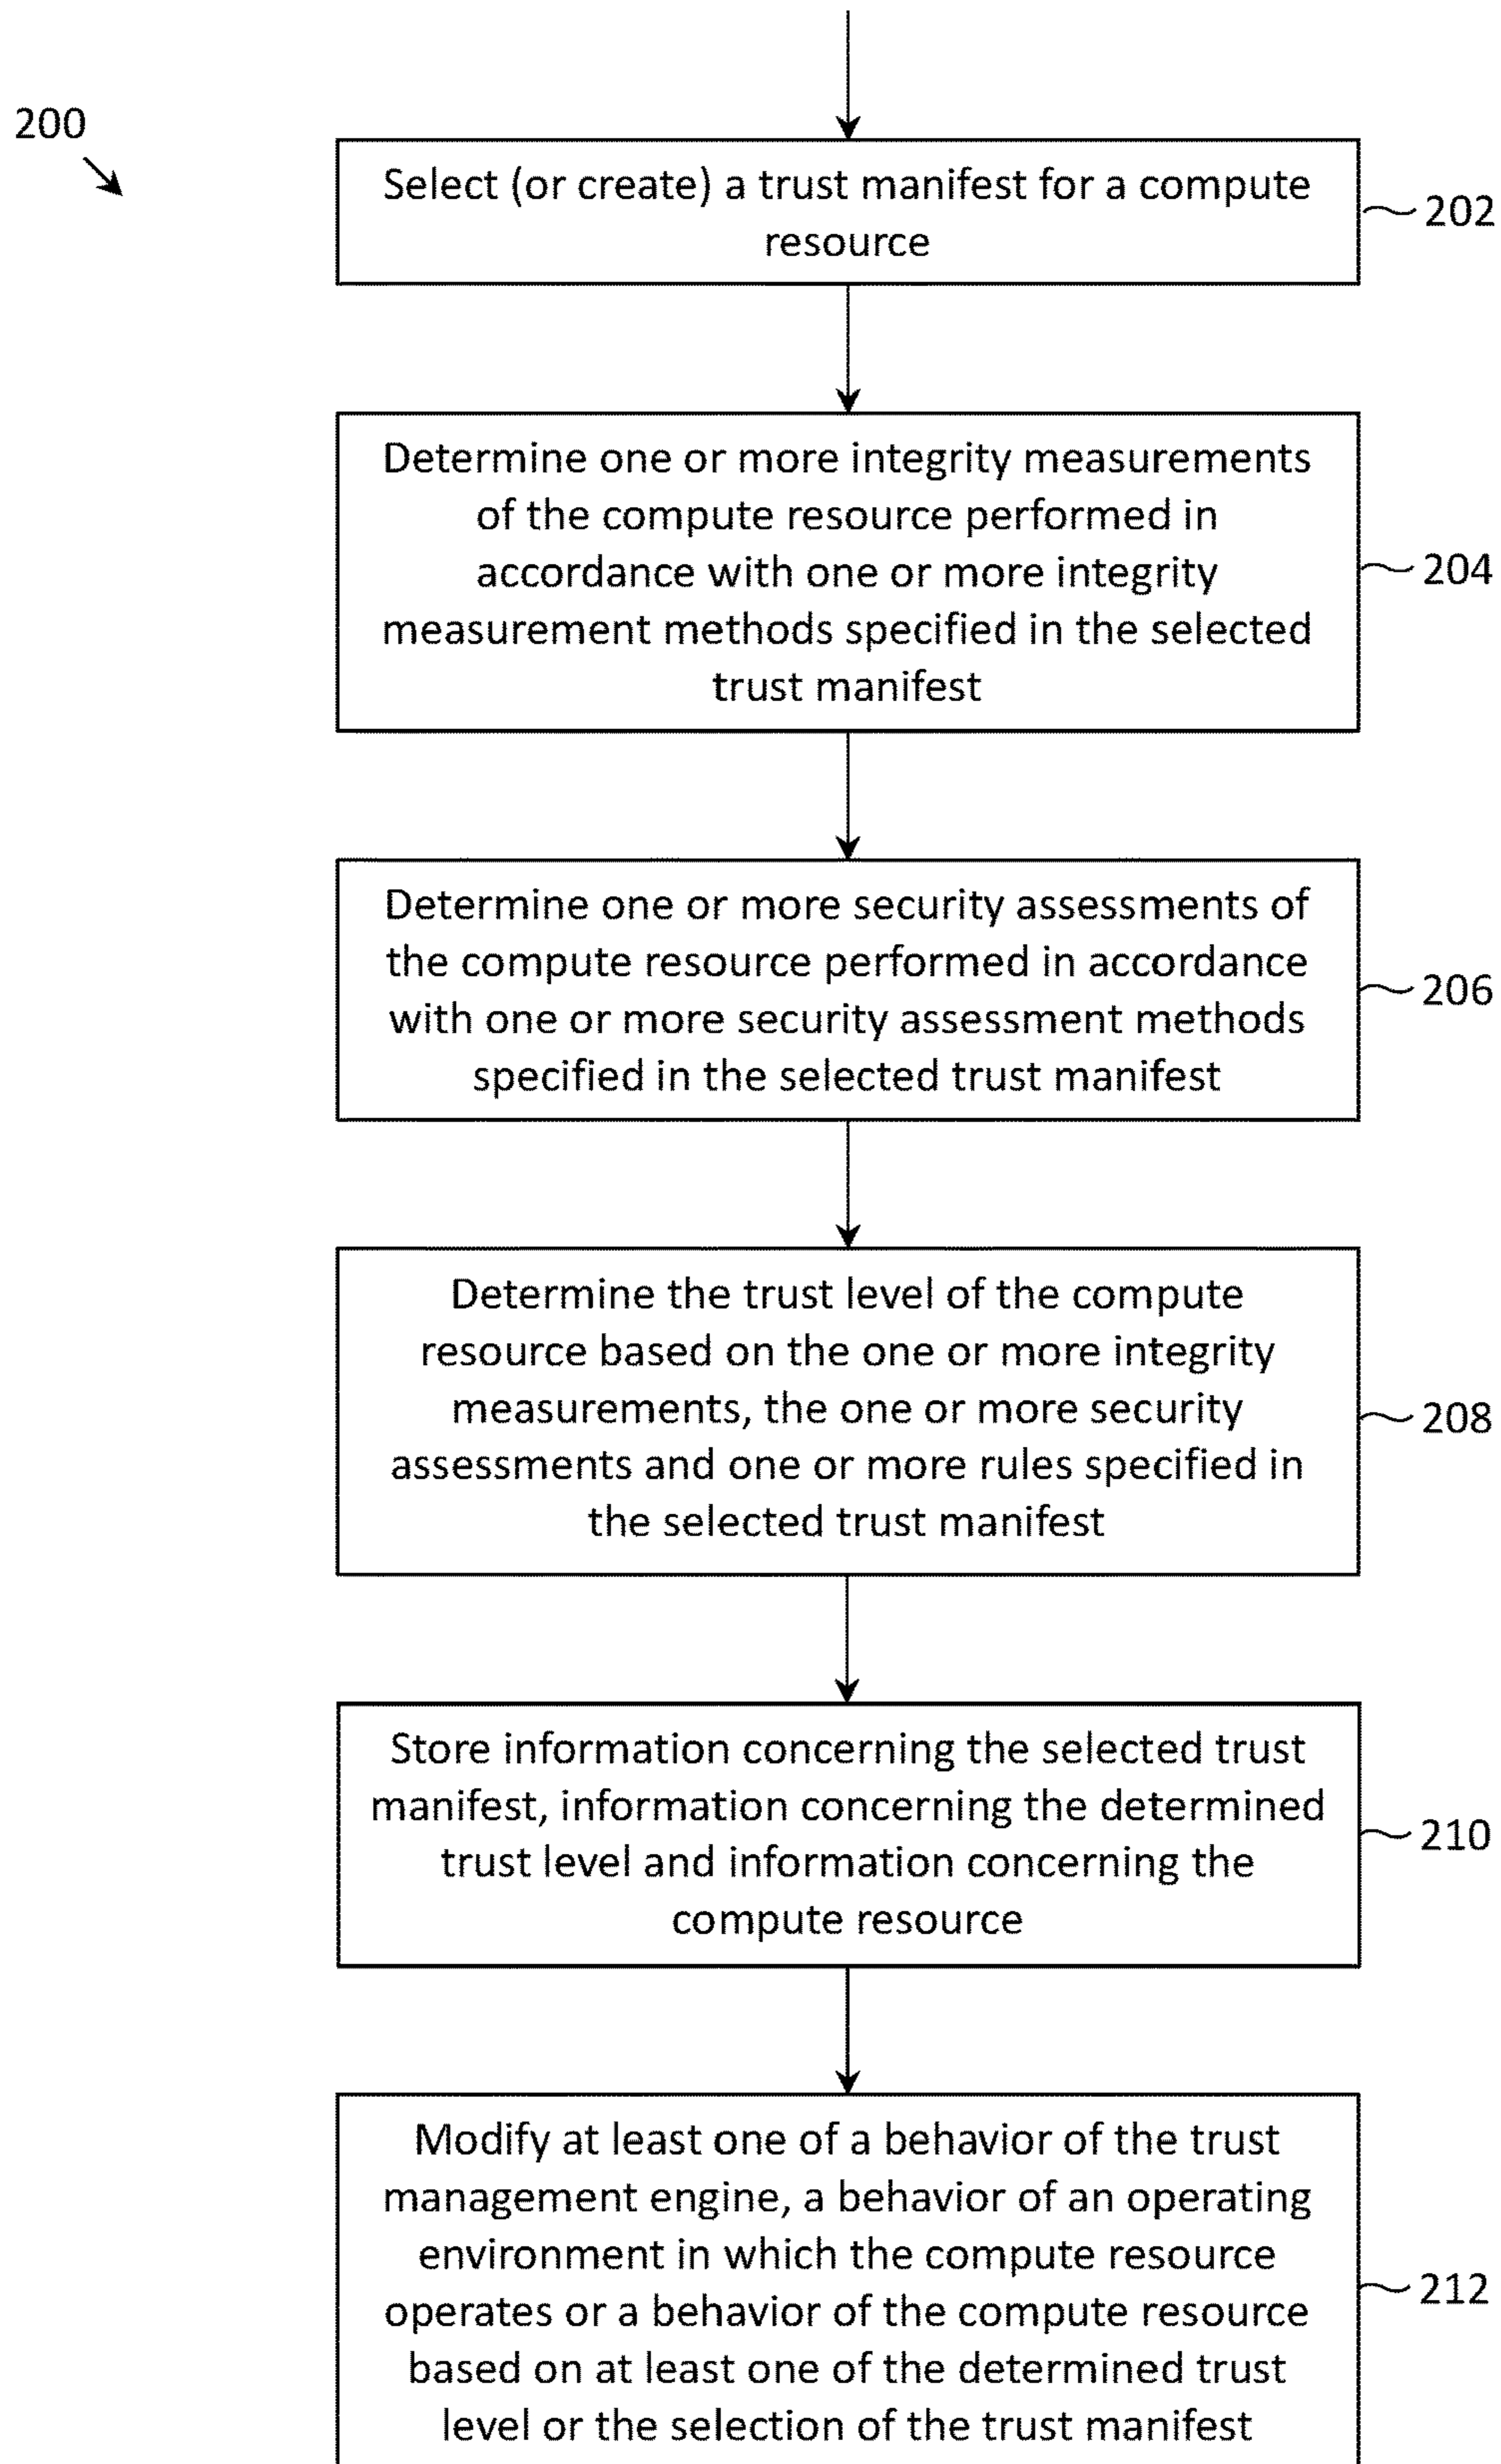 200
Select (or create) a trust manifest for a compute
resource
202
Determine one or more integrity measurements
of the compute resource performed in
accordance with one or more integrity
measurement methods specified in the selected
trust manifest
204
Determine one or more security assessments of
the compute resource performed in accordance
with one or more security assessment methods
specified in the selected trust manifest
206
Determine the trust level of the compute
resource based on the one or more integrity
measurements, the one or more security
assessments and one or more rules specified in
the selected trust manifest
208
Store information concerning the selected trust
manifest, information concerning the determined
trust level and information concerning the
compute resource
210
Modify at least one of a behavior of the trust
management engine, a behavior of an operating
environment in which the compute resource
operates or a behavior of the compute resource
based on at least one of the determined trust
level or the selection of the trust manifest
212